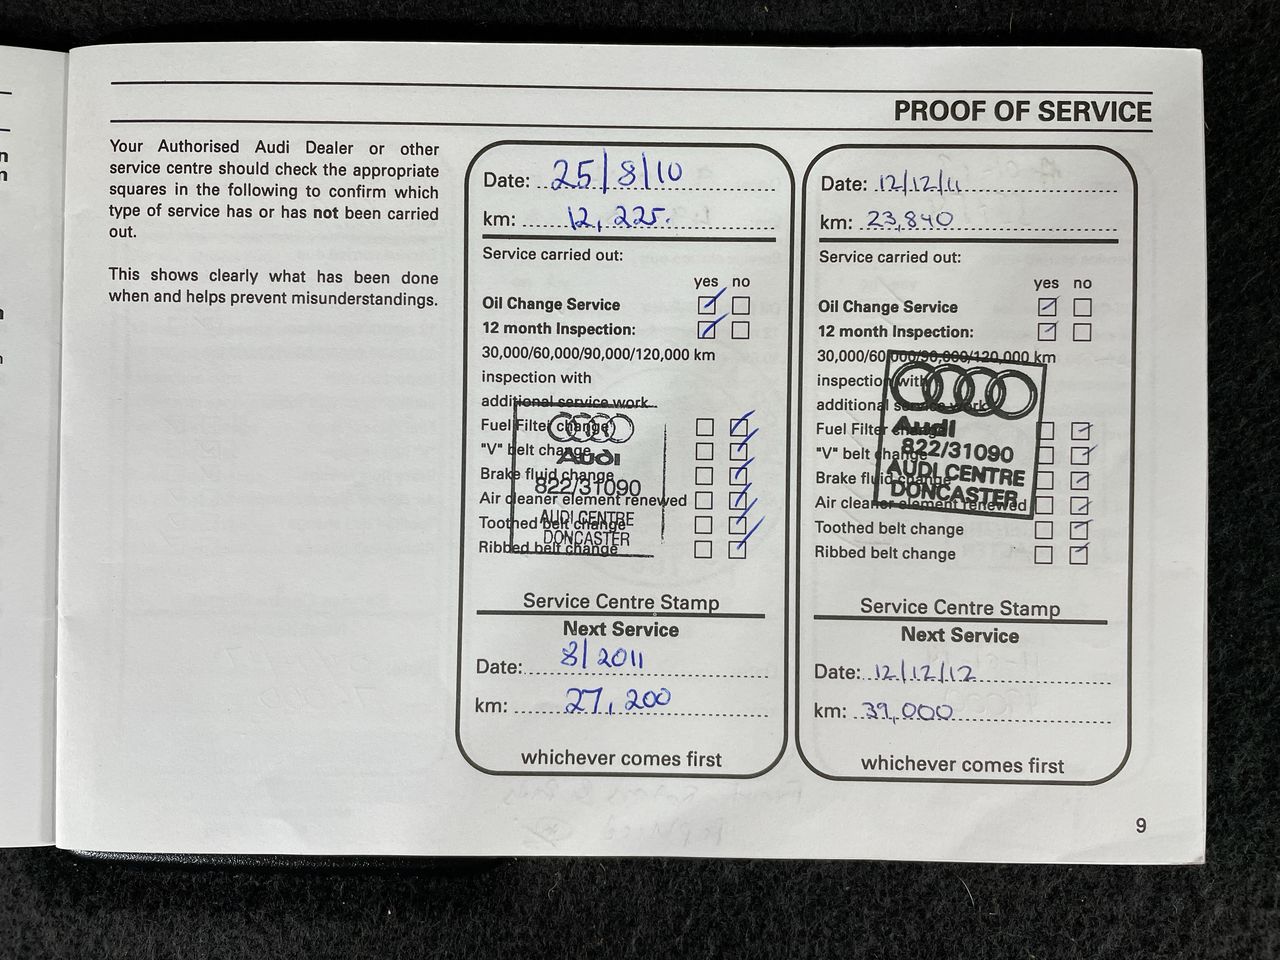 PROOF OF SERVICE
Your Authorised Audi Dealer or other
service centre should check the appropriate
squares in the following to confirm which
type of service has or has not been carried
out.
This shows clearly what has been done
when and helps prevent misunderstandings.
Date: 25/8/10
km: 12,225.
Service carried out:
yes no
Oil Change Service
12 month Inspection:
30,000/60,000/90,000/120,000 km
inspection with
additional service work
Fuel Filter change
"V" belt change
Brake fluid change
Air cleaner element renewed
Toothed belt change
Ribbed belt change
Audi
822/31090
AUDI CENTRE
DONCASTER
Service Centre Stamp
Next Service
Date: 8/2011
km: 27,200
whichever comes first
Date: 12/12/11
km: 23,840
Service carried out:
yes no
Oil Change Service
12 month Inspection:
30,000/60,000/90,000/120,000 km
inspection with
additional service work
Fuel Filter change
"V" belt change
Brake fluid change
Air cleaner element renewed
Toothed belt change
Ribbed belt change
Audi
822/31090
AUDI CENTRE
DONCASTER
Service Centre Stamp
Next Service
Date: 12/12/12
km: 39,000
whichever comes first
9